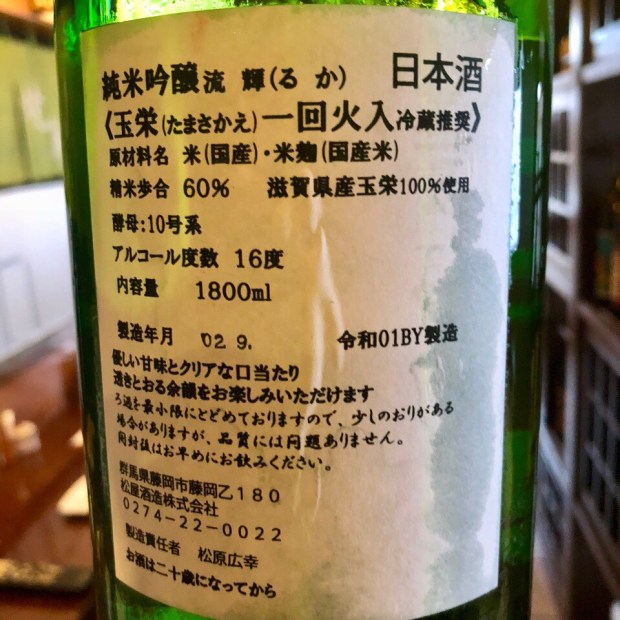 純米吟醸流 輝(るか) 日本酒
〈玉栄(たまさかえ)一回火入冷蔵推奨〉
原材料名 米(国産)・米麹(国産米)
精米歩合 60% 滋賀県産玉栄100%使用
酵母:10号系
アルコール度数 16度
内容量 1800ml
製造年月 '02 9. 令和01BY製造
優しい甘味とクリアな口当たり
透きとおる余韻をお楽しみいただけます
ろ過を最小限にとどめておりますので、少しのおりがある
場合がありますが、品質には問題ありません。
開封後はお早めにお飲みください。
群馬県藤岡市藤岡乙180
松屋酒造株式会社
0274-22-0022
製造責任者 松原広幸
お酒は二十歳になってから